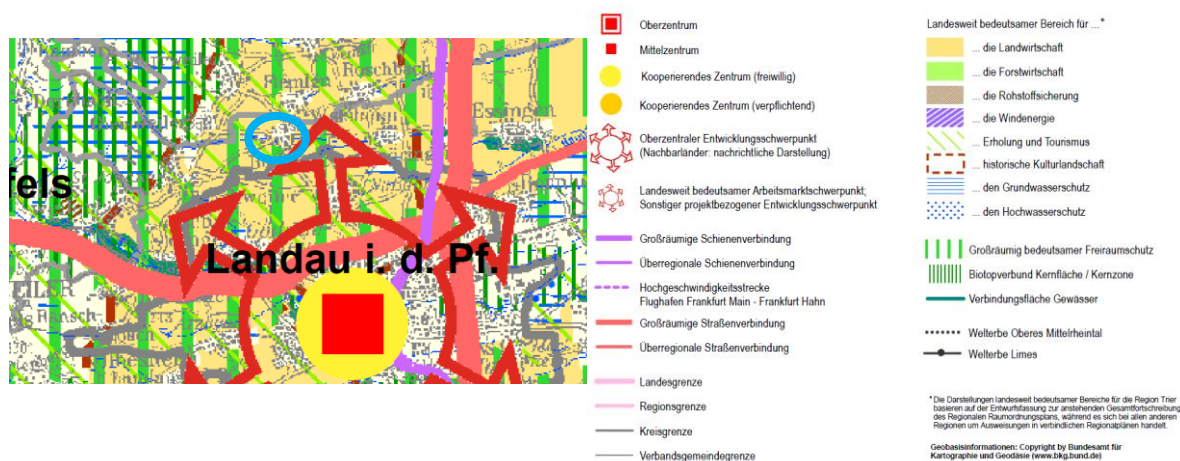 Roschbach
Essingen
fels
Landau i. d. Pf.
Oberzentrum
Mittelzentrum
Kooperierendes Zentrum (freiwillig)
Kooperierendes Zentrum (verpflichtend)
Oberzentraler Entwicklungsschwerpunkt
(Nachbarländer: nachrichtliche Darstellung)
Landesweit bedeutsamer Arbeitsmarktschwerpunkt;
Sonstiger projektbezogener Entwicklungsschwerpunkt
Großräumige Schienenverbindung
Überregionale Schienenverbindung
Hochgeschwindigkeitsstrecke
Flughafen Frankfurt Main - Frankfurt Hahn
Großräumige Straßenverbindung
Überregionale Straßenverbindung
Landesgrenze
Regionsgrenze
Kreisgrenze
Verbandsgemeindegrenze
Landesweit bedeutsamer Bereich für ... *
... die Landwirtschaft
... die Forstwirtschaft
... die Rohstoffsicherung
... die Windenergie
... Erholung und Tourismus
... historische Kulturlandschaft
... den Grundwasserschutz
... den Hochwasserschutz
Großräumig bedeutsamer Freiraumschutz
Biotopverbund Kernfläche / Kernzone
Verbindungsfläche Gewässer
Welterbe Oberes Mittelrheintal
Welterbe Limes
* Die Darstellungen landesweit bedeutsamer Bereiche für die Region Trier
basieren auf der Entwurfsfassung zur anstehenden Gesamtfortschreibung
des Regionalen Raumordnungsplans, während es sich bei allen anderen
Regionen um Ausweisungen in verbindlichen Regionalplänen handelt.
Geobasisinformationen: Copyright by Bundesamt für
Kartographie und Geodäsie (www.bkg.bund.de)